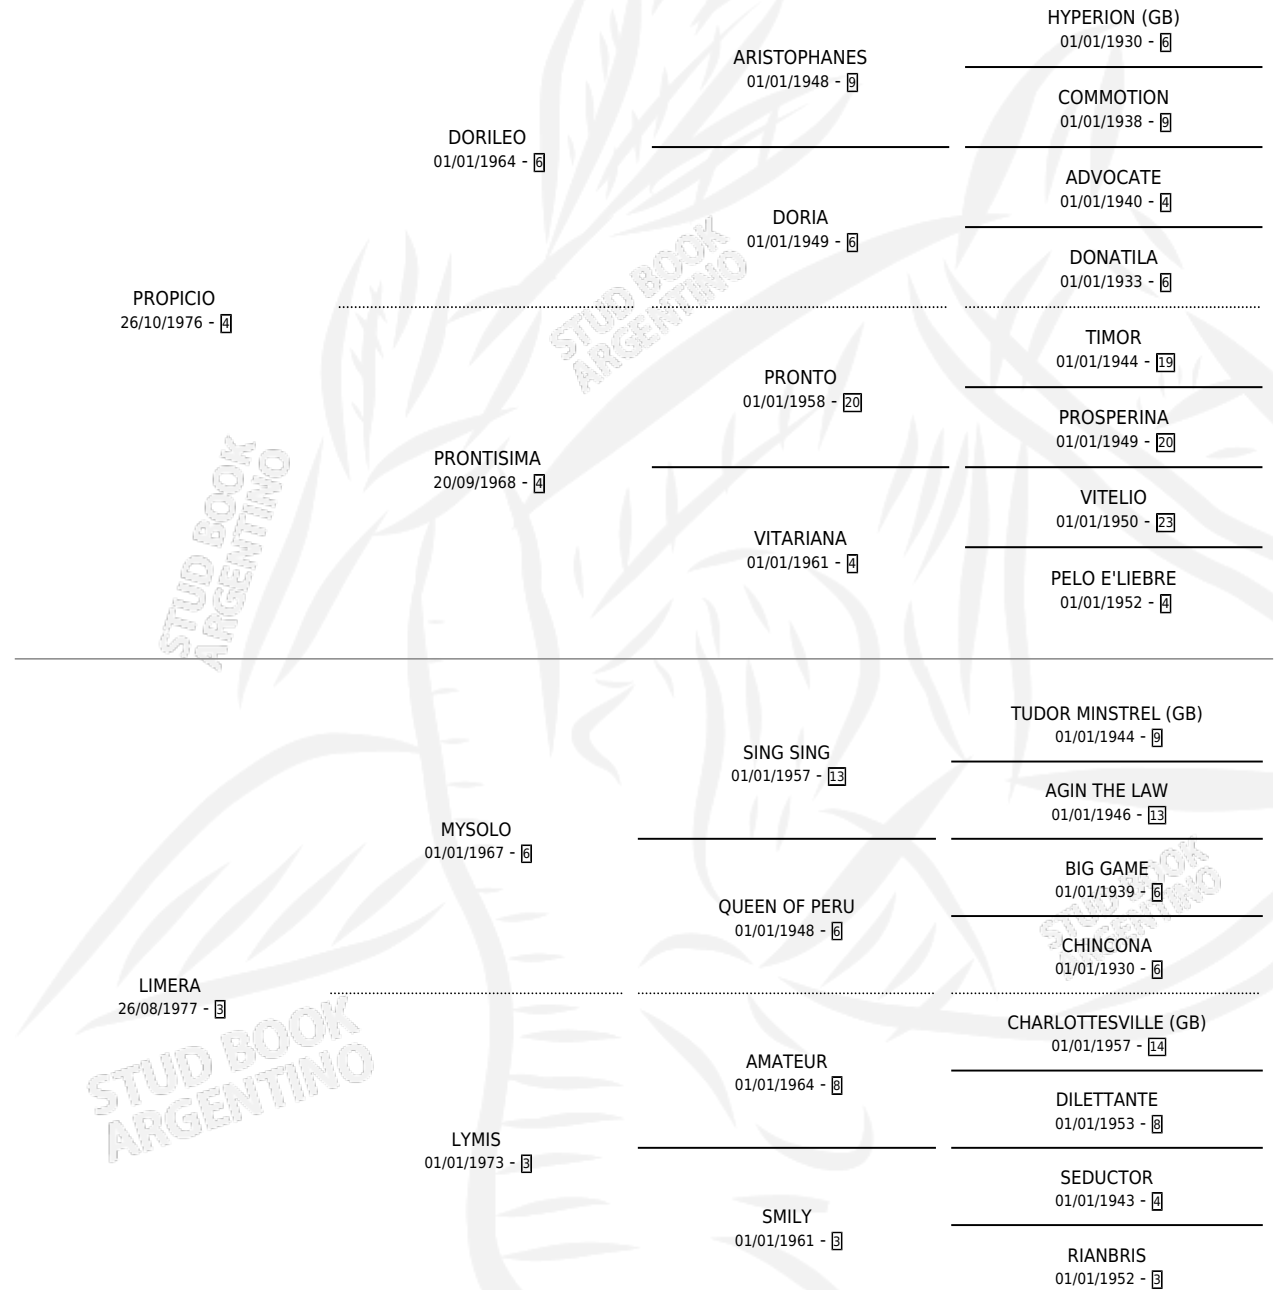 HYPERION (GB)
01/01/1930 - 6
ARISTOPHANES
01/01/1948 - 9
COMMOTION
01/01/1938 - 9
DORILEO
01/01/1964 - 6
ADVOCATE
01/01/1940 - 4
DORIA
01/01/1949 - 6
DONATILA
01/01/1933 - 6
PROPICIO
26/10/1976 - 4
TIMOR
01/01/1944 - 19
PRONTO
01/01/1958 - 20
PROSPERINA
01/01/1949 - 20
PRONTISIMA
20/09/1968 - 4
VITELIO
01/01/1950 - 23
VITARIANA
01/01/1961 - 4
PELO E'LIEBRE
01/01/1952 - 4
TUDOR MINSTREL (GB)
01/01/1944 - 9
SING SING
01/01/1957 - 13
AGIN THE LAW
01/01/1946 - 13
MYSOLO
01/01/1967 - 6
BIG GAME
01/01/1939 - 6
QUEEN OF PERU
01/01/1948 - 6
CHINCONA
01/01/1930 - 6
LIMERA
26/08/1977 - 3
CHARLOTTESVILLE (GB)
01/01/1957 - 14
AMATEUR
01/01/1964 - 8
DILETTANTE
01/01/1953 - 8
LYMIS
01/01/1973 - 3
SEDUCTOR
01/01/1943 - 4
SMILY
01/01/1961 - 3
RIANBRIS
01/01/1952 - 3
STUD BOOK
ARGENTINO
STUD BOOK
ARGENTINO
STUD BOOK
ARGENTINO
STUD BOOK
ARGENTINO